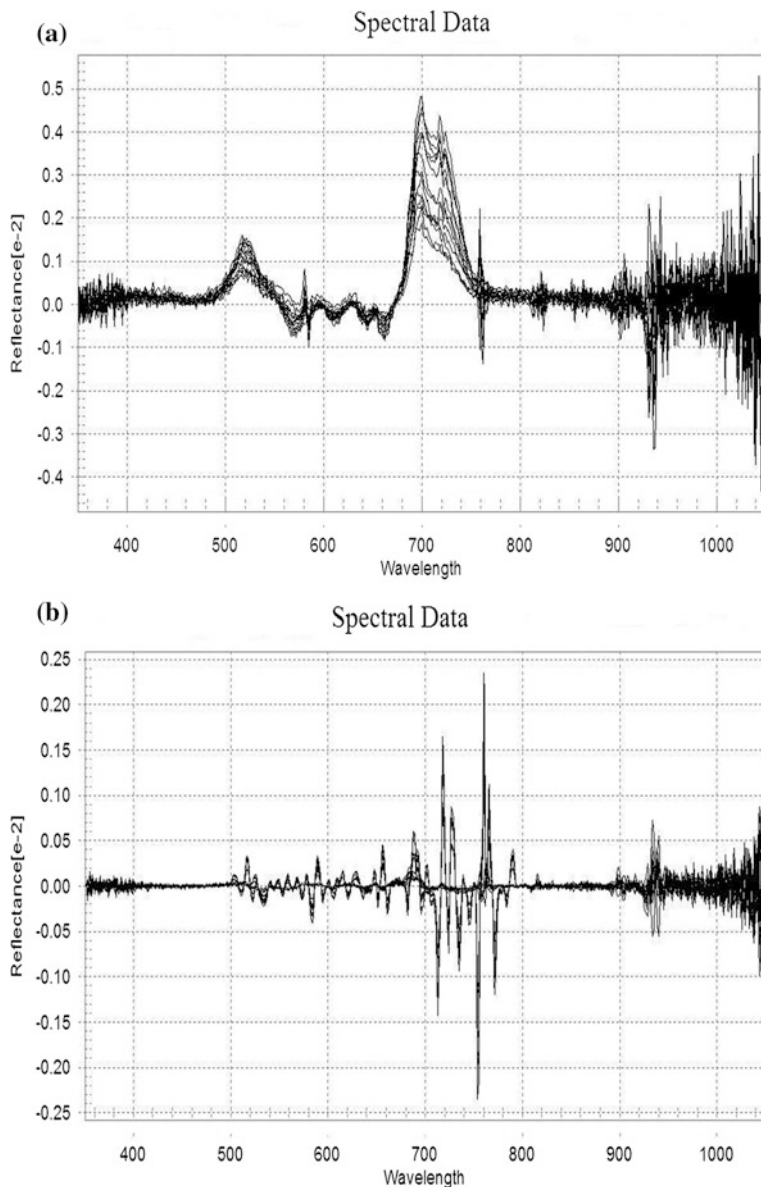 (a)
Spectral Data
Reflectance[e-2]
0.5
0.4
0.3
0.2
0.1
0.0
-0.1
-0.2
-0.3
-0.4
400 500 600 700 800 900 1000
Wavelength
(b)
Spectral Data
Reflectance[e-2]
0.25
0.20
0.15
0.10
0.05
0.00
-0.05
-0.10
-0.15
-0.20
-0.25
400 500 600 700 800 900 1000
Wavelength